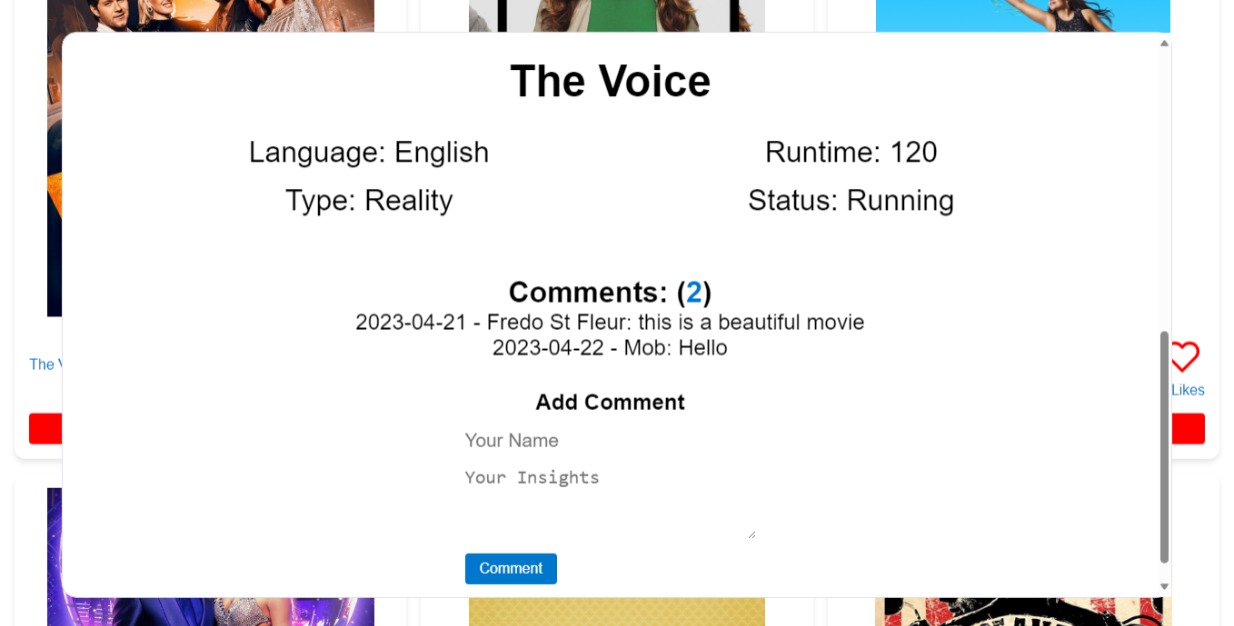 The Voice
Language: English
Runtime: 120
Type: Reality
Status: Running
Comments: (2)
2023-04-21 - Fredo St Fleur: this is a beautiful movie
2023-04-22 - Mob: Hello
The
Likes
Add Comment
Your Name
Your Insights
Comment